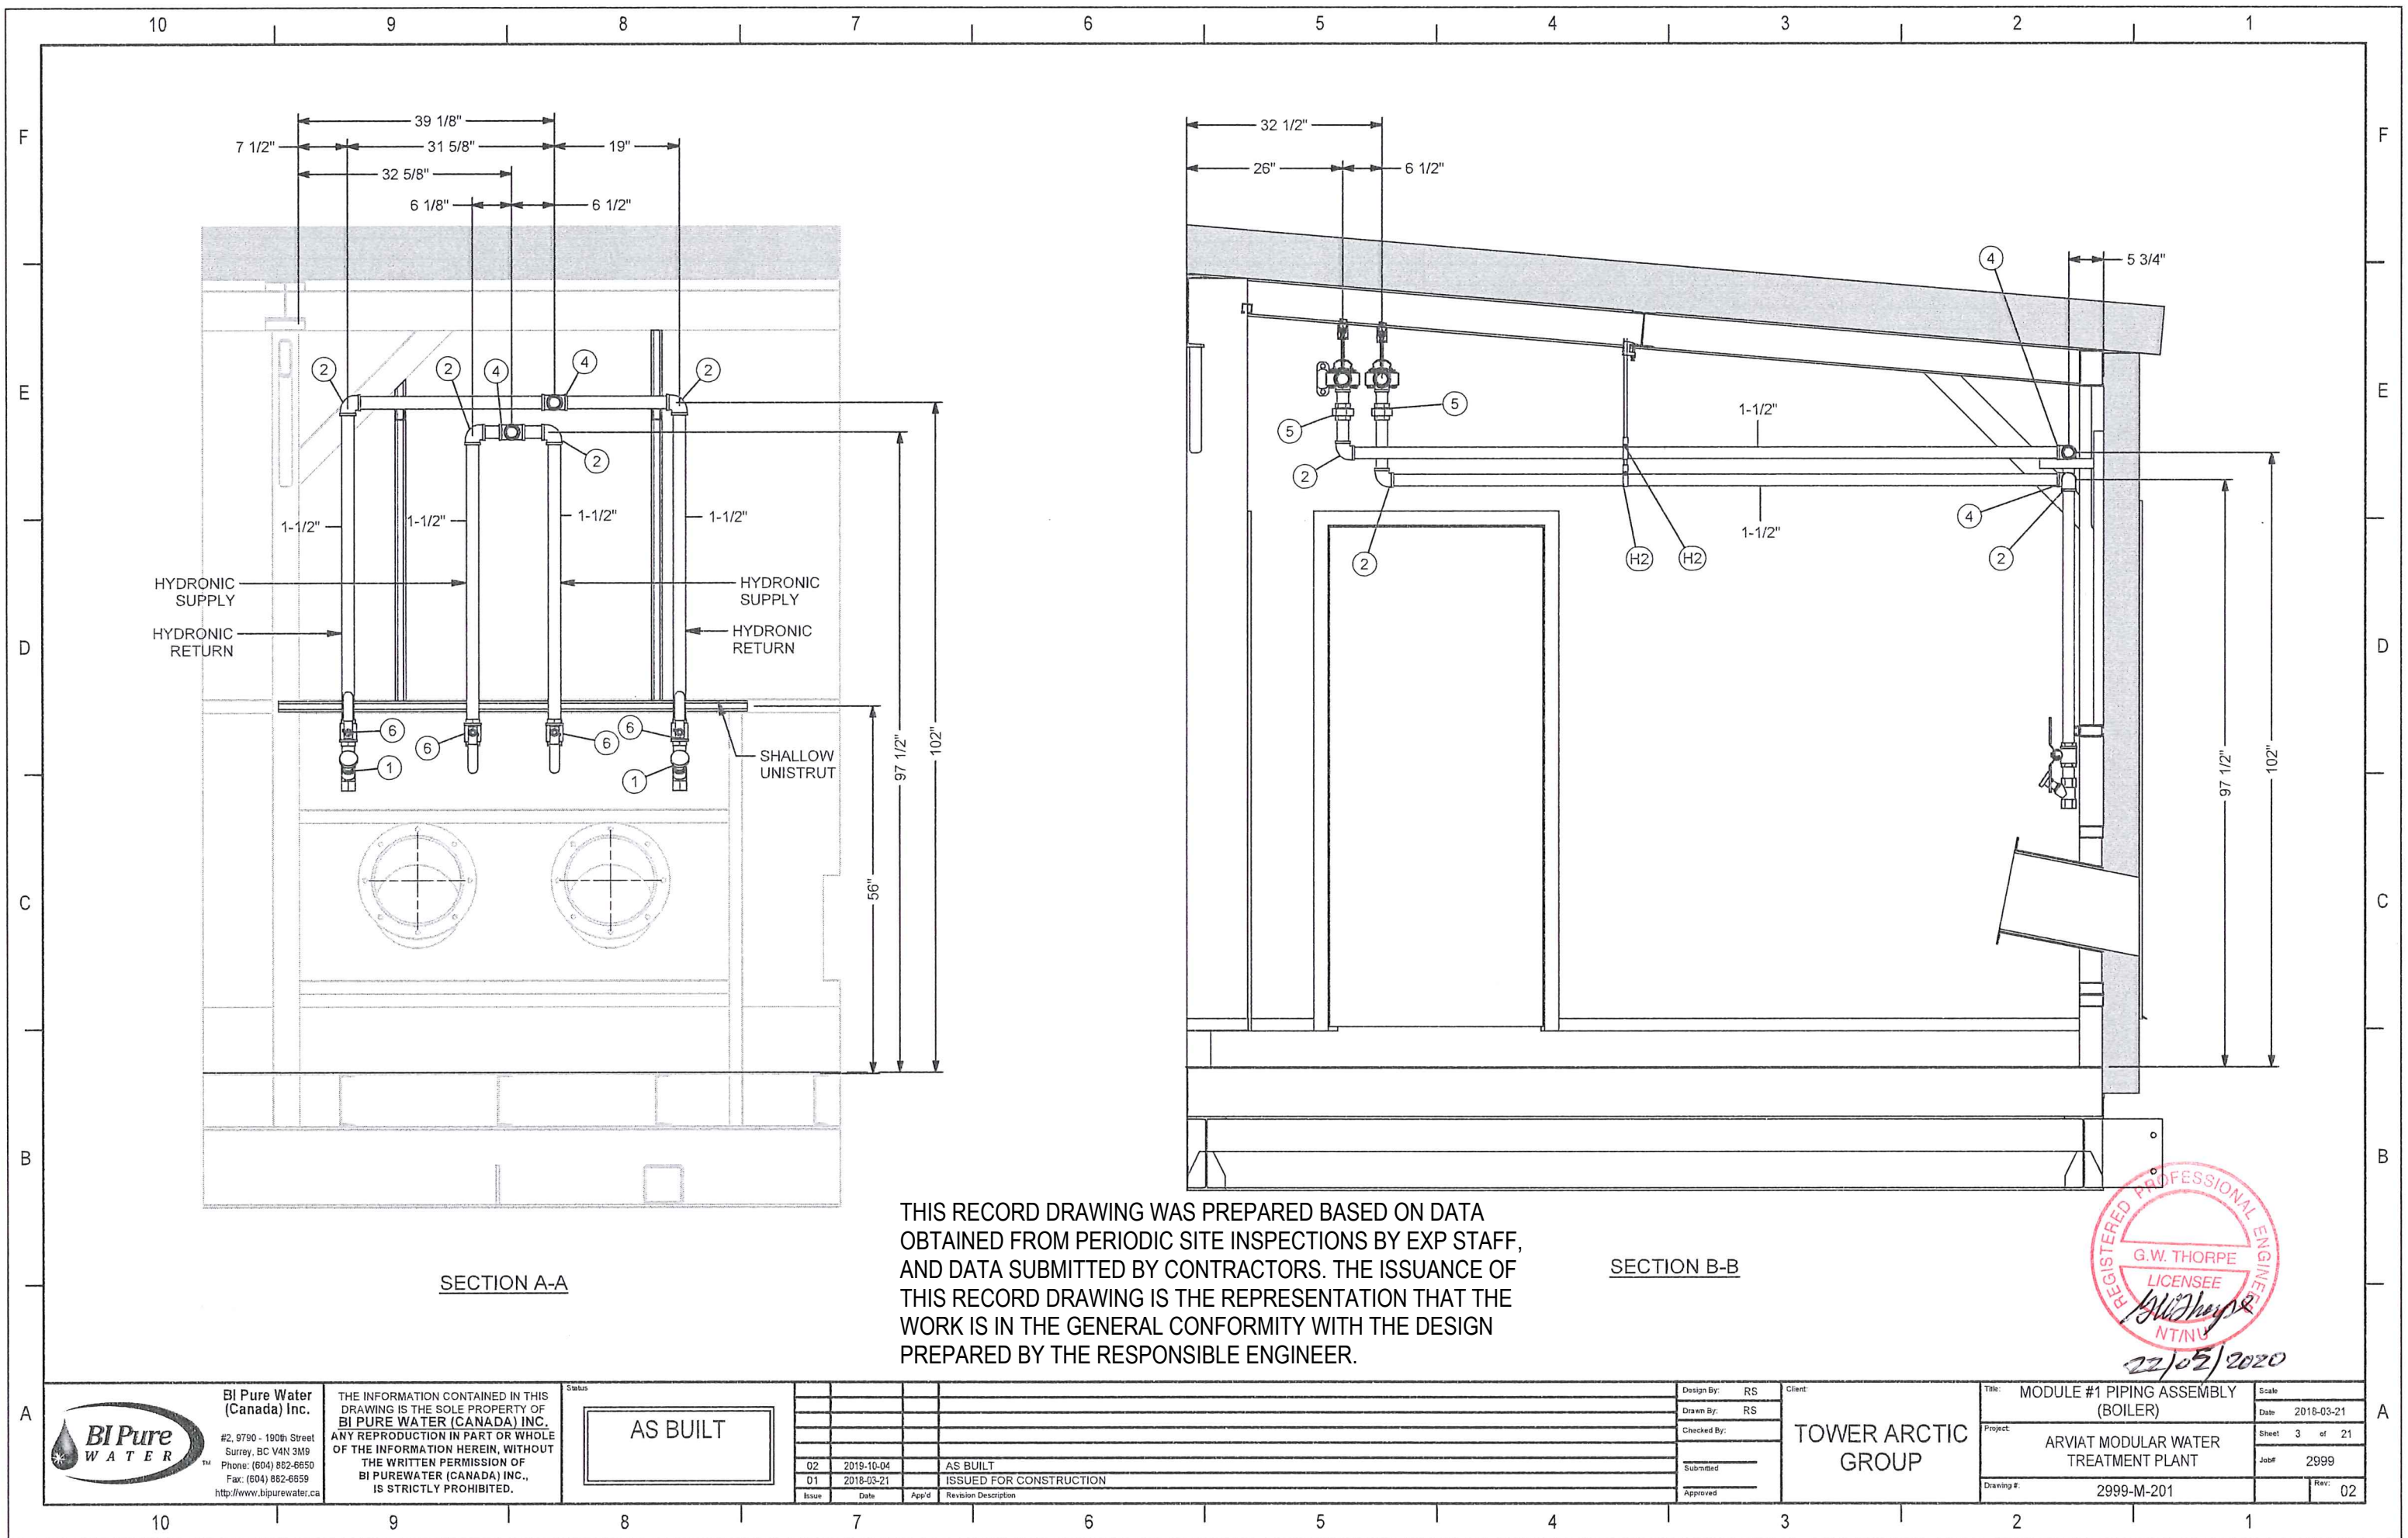 10 9 8 7 6 5 4 3 2 1
F
F
E
E
D
D
C
C
B
B
A
A
39 1/8"
7 1/2"
31 5/8"
19"
32 5/8"
6 1/8"
6 1/2"
2
2
4
4
2
2
1-1/2"
1-1/2"
1-1/2"
1-1/2"
HYDRONIC
SUPPLY
HYDRONIC
RETURN
HYDRONIC
SUPPLY
HYDRONIC
RETURN
6
6
6
6
1
1
SHALLOW
UNISTRUT
56"
97 1/2"
102"
SECTION A-A
32 1/2"
26"
6 1/2"
4
5 3/4"
5
5
2
2
1-1/2"
1-1/2"
H2
H2
4
2
97 1/2"
102"
SECTION B-B
THIS RECORD DRAWING WAS PREPARED BASED ON DATA
OBTAINED FROM PERIODIC SITE INSPECTIONS BY EXP STAFF,
AND DATA SUBMITTED BY CONTRACTORS. THE ISSUANCE OF
THIS RECORD DRAWING IS THE REPRESENTATION THAT THE
WORK IS IN THE GENERAL CONFORMITY WITH THE DESIGN
PREPARED BY THE RESPONSIBLE ENGINEER.
REGISTERED PROFESSIONAL ENGINEER
G.W. THORPE
LICENSEE
GWThorpe
NT/NU
22/05/2020
BI Pure
WATER
TM
BI Pure Water
(Canada) Inc.
#2, 9790 - 190th Street
Surrey, BC V4N 3M9
Phone: (604) 882-6650
Fax: (604) 882-6659
http://www.bipurewater.ca
THE INFORMATION CONTAINED IN THIS
DRAWING IS THE SOLE PROPERTY OF
BI PURE WATER (CANADA) INC.
ANY REPRODUCTION IN PART OR WHOLE
OF THE INFORMATION HEREIN, WITHOUT
THE WRITTEN PERMISSION OF
BI PUREWATER (CANADA) INC.,
IS STRICTLY PROHIBITED.
Status
AS BUILT
02 2019-10-04 AS BUILT
01 2018-03-21 ISSUED FOR CONSTRUCTION
Issue Date App'd Revision Description
Design By: RS
Drawn By: RS
Checked By:
Submitted
Approved
Client:
TOWER ARCTIC
GROUP
Title: MODULE #1 PIPING ASSEMBLY
(BOILER)
Project:
ARVIAT MODULAR WATER
TREATMENT PLANT
Drawing #: 2999-M-201
Scale
Date 2018-03-21
Sheet 3 of 21
Job# 2999
Rev: 02
10 9 8 7 6 5 4 3 2 1